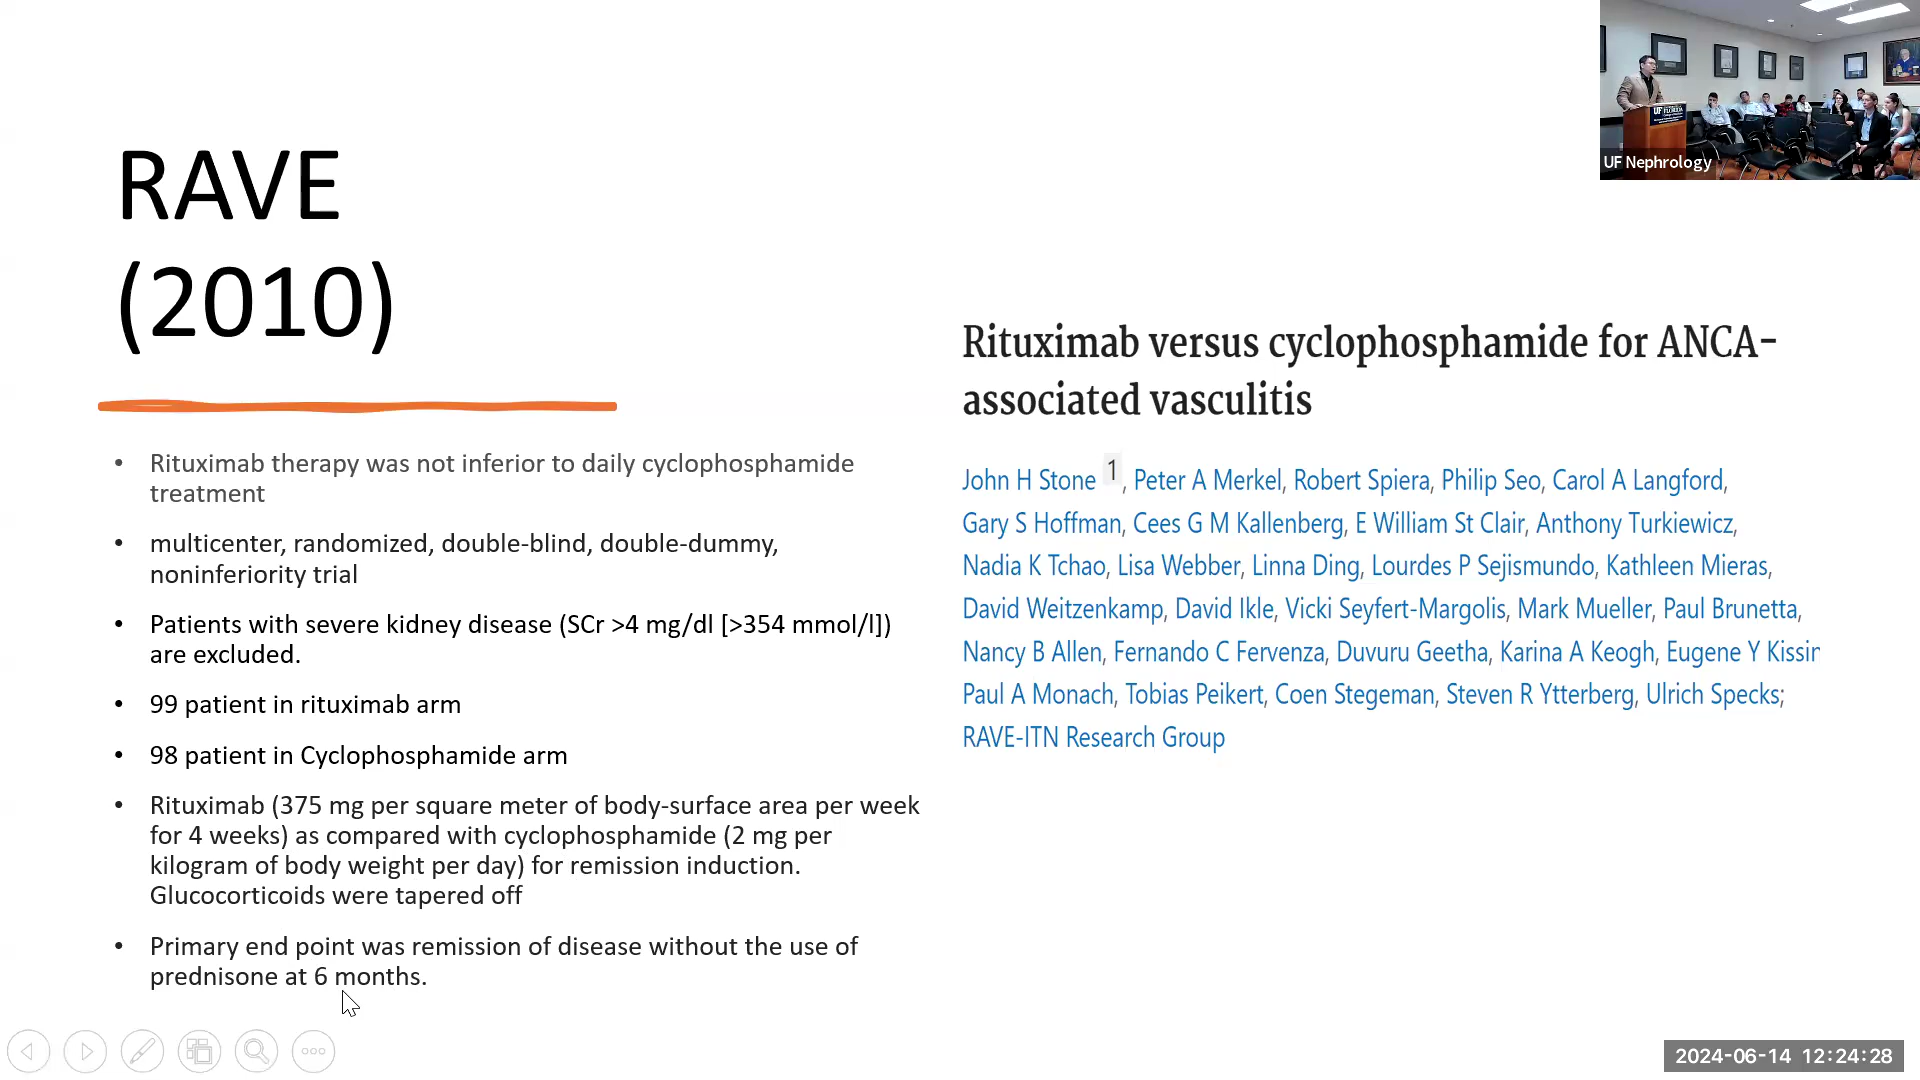 RAVE
(2010)
Rituximab therapy was not inferior to daily cyclophosphamide
treatment
multicenter, randomized, double-blind, double-dummy,
noninferiority trial
Patients with severe kidney disease (SCr >4 mg/dl [>354 mmol/l])
are excluded.
99 patient in rituximab arm
98 patient in Cyclophosphamide arm
Rituximab (375 mg per square meter of body-surface area per week
for 4 weeks) as compared with cyclophosphamide (2 mg per
kilogram of body weight per day) for remission induction.
Glucocorticoids were tapered off
Primary end point was remission of disease without the use of
prednisone at 6 months.
Rituximab versus cyclophosphamide for ANCA-
associated vasculitis
John H Stone 1, Peter A Merkel, Robert Spiera, Philip Seo, Carol A Langford,
Gary S Hoffman, Cees G M Kallenberg, E William St Clair, Anthony Turkiewicz,
Nadia K Tchao, Lisa Webber, Linna Ding, Lourdes P Sejismundo, Kathleen Mieras,
David Weitzenkamp, David Ikle, Vicki Seyfert-Margolis, Mark Mueller, Paul Brunetta,
Nancy B Allen, Fernando C Fervenza, Duvuru Geetha, Karina A Keogh, Eugene Y Kissin
Paul A Monach, Tobias Peikert, Coen Stegeman, Steven R Ytterberg, Ulrich Specks;
RAVE-ITN Research Group
UF FLORIDA
UF Nephrology
2024-06-14 12:24:28